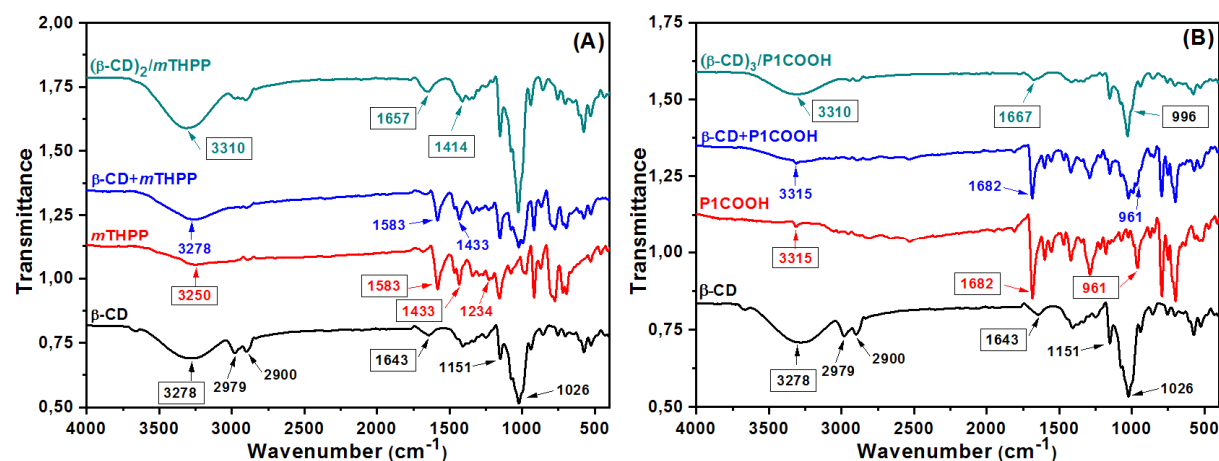 (A)
Transmittance
2,00
1,75
1,50
1,25
1,00
0,75
0,50
(β-CD)2/mTHPP
3310
1657
1414
β-CD+mTHPP
3278
1583
1433
mTHPP
3250
1583
1433
1234
β-CD
3278
2979
2900
1643
1151
1026
4000 3500 3000 2500 2000 1500 1000 500
Wavenumber (cm-1)
(B)
Transmittance
1,75
1,50
1,25
1,00
0,75
0,50
(β-CD)3/P1COOH
3310
1667
996
β-CD+P1COOH
3315
1682
961
P1COOH
3315
1682
961
β-CD
3278
2979
2900
1643
1151
1026
4000 3500 3000 2500 2000 1500 1000 500
Wavenumber (cm-1)